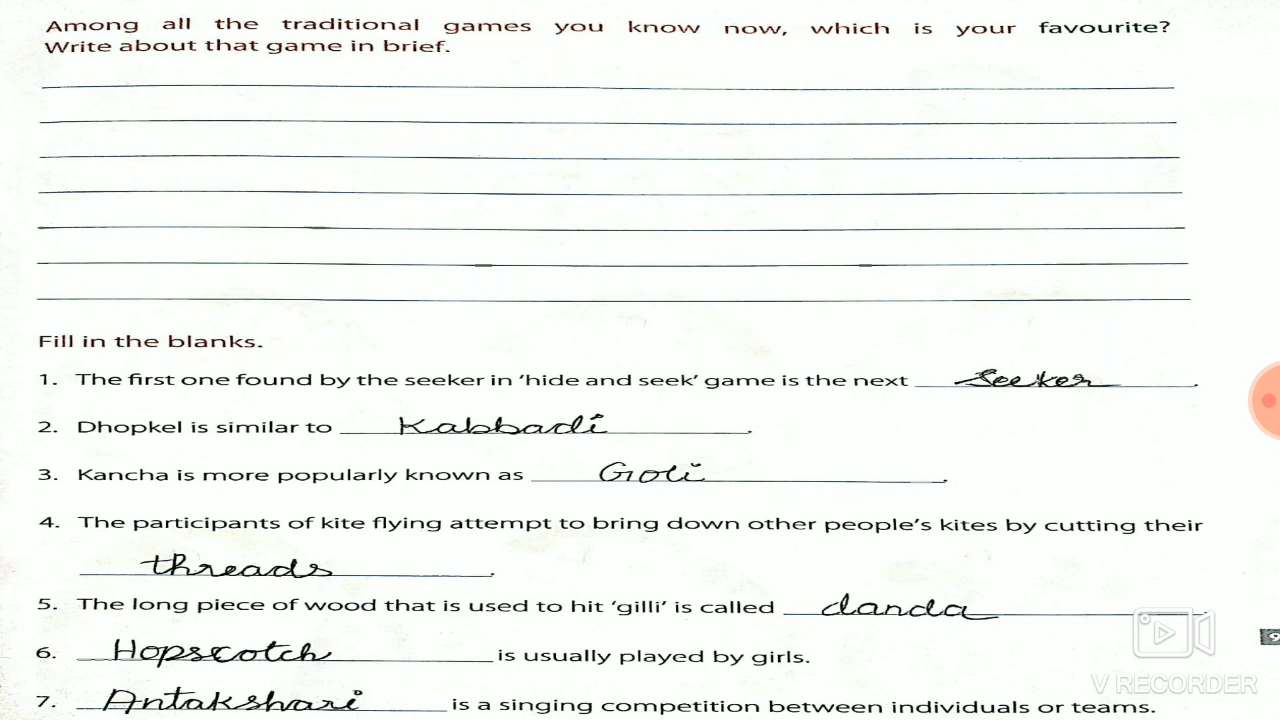 Among all the traditional games you know now, which is your favourite?
Write about that game in brief.
Fill in the blanks.
1. The first one found by the seeker in 'hide and seek' game is the next Seeker.
2. Dhopkel is similar to Kabbadi.
3. Kancha is more popularly known as Goli.
4. The participants of kite flying attempt to bring down other people's kites by cutting their
threads.
5. The long piece of wood that is used to hit 'gilli' is called danda.
6. Hopscotch is usually played by girls.
7. Antakshari is a singing competition between individuals or teams.
9
V RECORDER